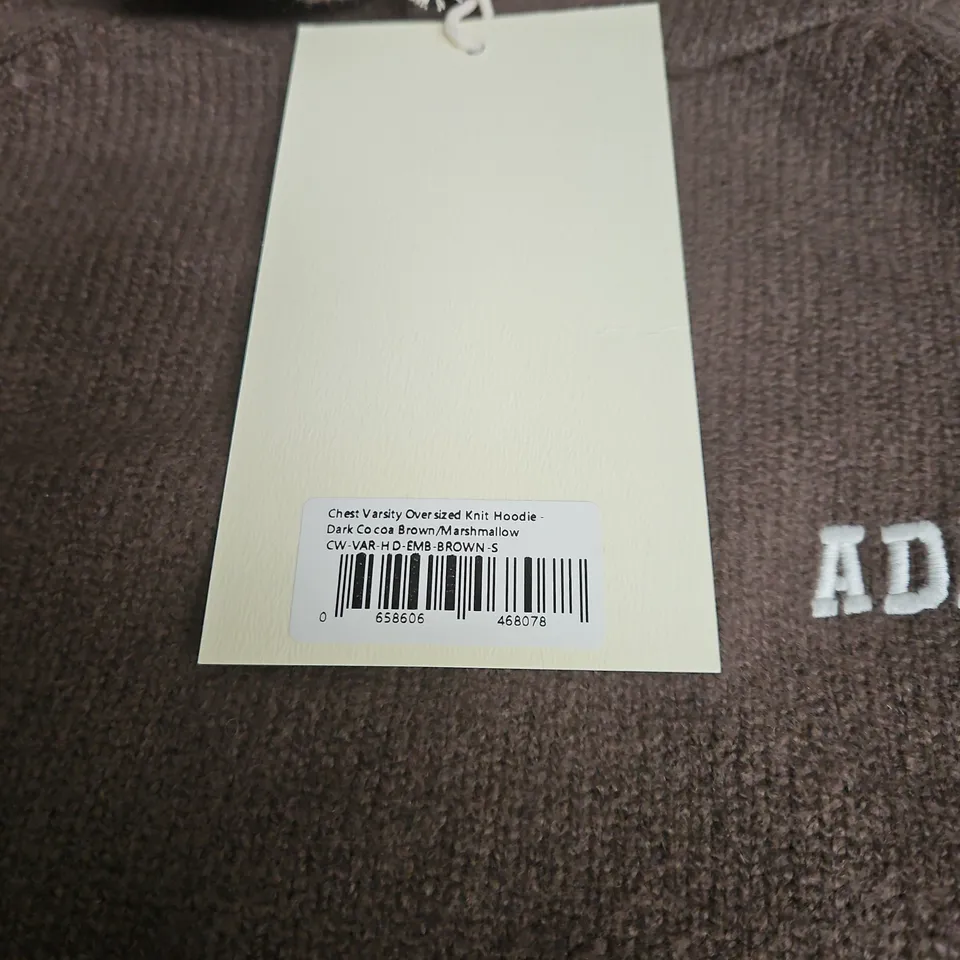 Chest Varsity Oversized Knit Hoodie -
Dark Cocoa Brown/Marshmallow
CW-VAR-HD-EMB-BROWN-S
0 658606 468078
AD